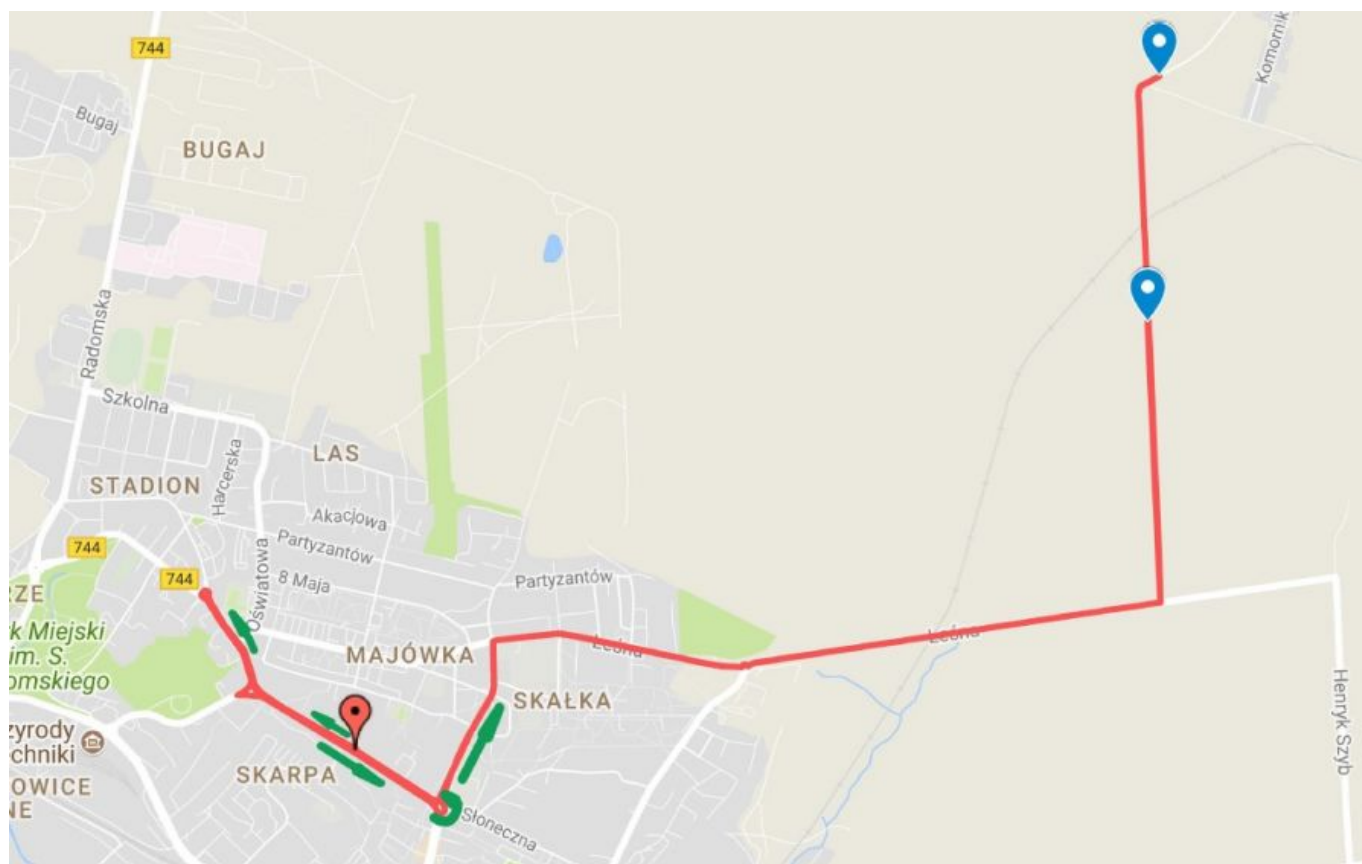 744
Bugaj
BUGAJ
Komornik
Radomska
Szkolna
Harcerska
LAS
STADION
Akacjowa
Partyzantów
744
8 Maja
Oświatowa
Partyzantów
744
RZE
k Miejski
im. S.
omskiego
MAJÓWKA
Leśna
Leśna
SKAŁKA
Henryk Szyb
zyrody
chniki
SKARPA
OWICE
NE
Słoneczna